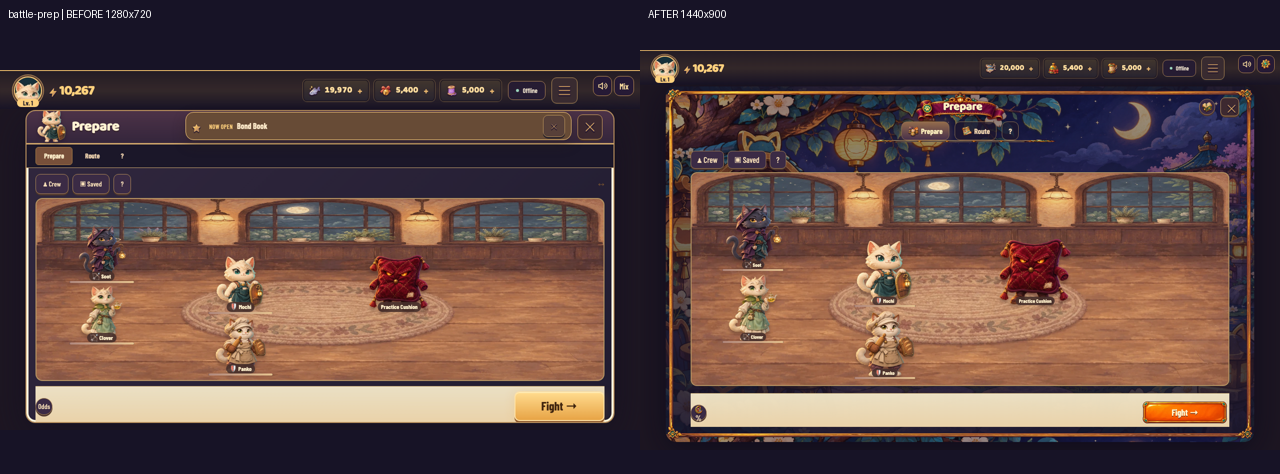 battle-prep | BEFORE 1280x720
AFTER 1440x900
Lv. 1
10,267
19,970 +
5,400 +
5,000 +
Offline
Mix
Prepare
NOW OPEN Bond Book
Prepare
Route
?
Crew
Saved
?
Soot
Mochi
Clover
Panko
Practice Cushion
Odds
Fight →
Lv. 1
10,267
20,000 +
5,400 +
5,000 +
Offline
Prepare
Prepare
Route
?
Crew
Saved
?
Soot
Mochi
Clover
Panko
Practice Cushion
Fight →